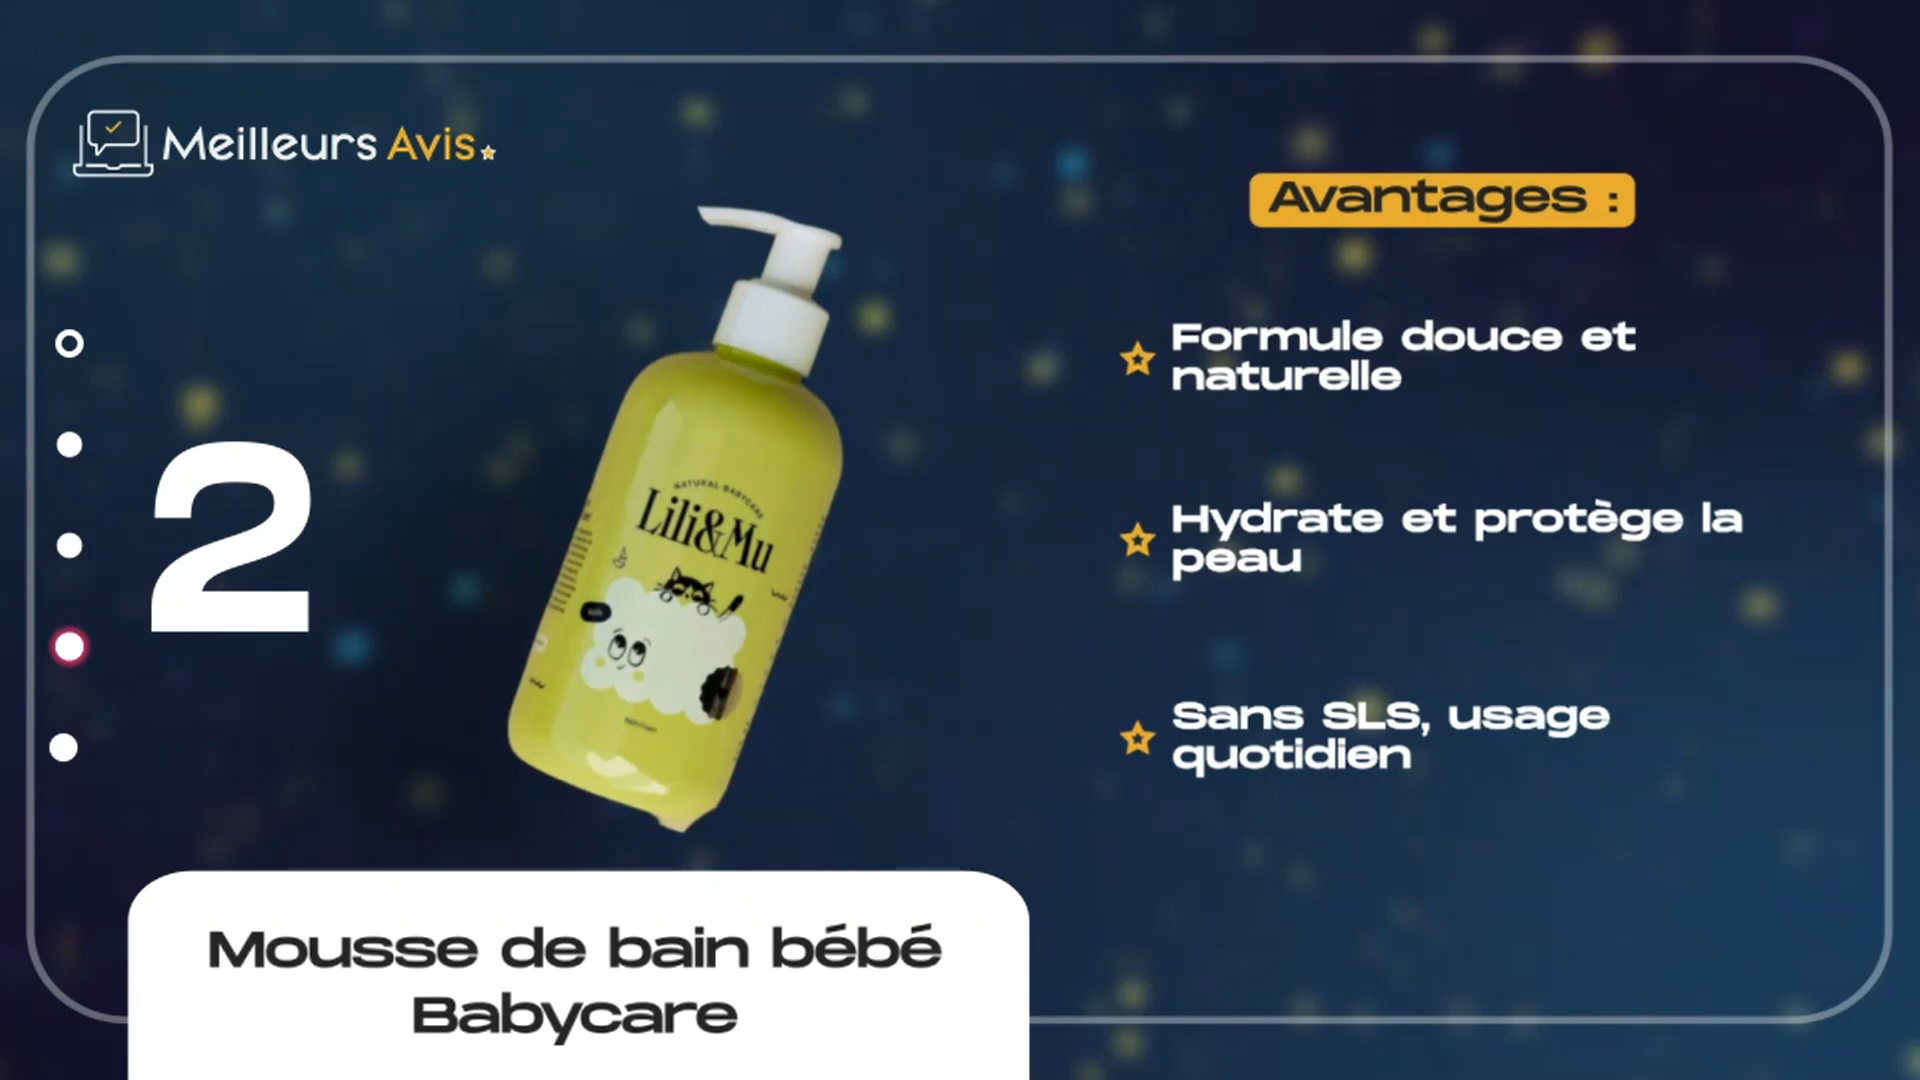 Meilleurs Avis
Avantages :
Formule douce et
naturelle
2
Hydrate et protège la
peau
NATURAL BABYCARE
Lili&Mu
Sans SLS, usage
quotidien
Mousse de bain bébé
Babycare